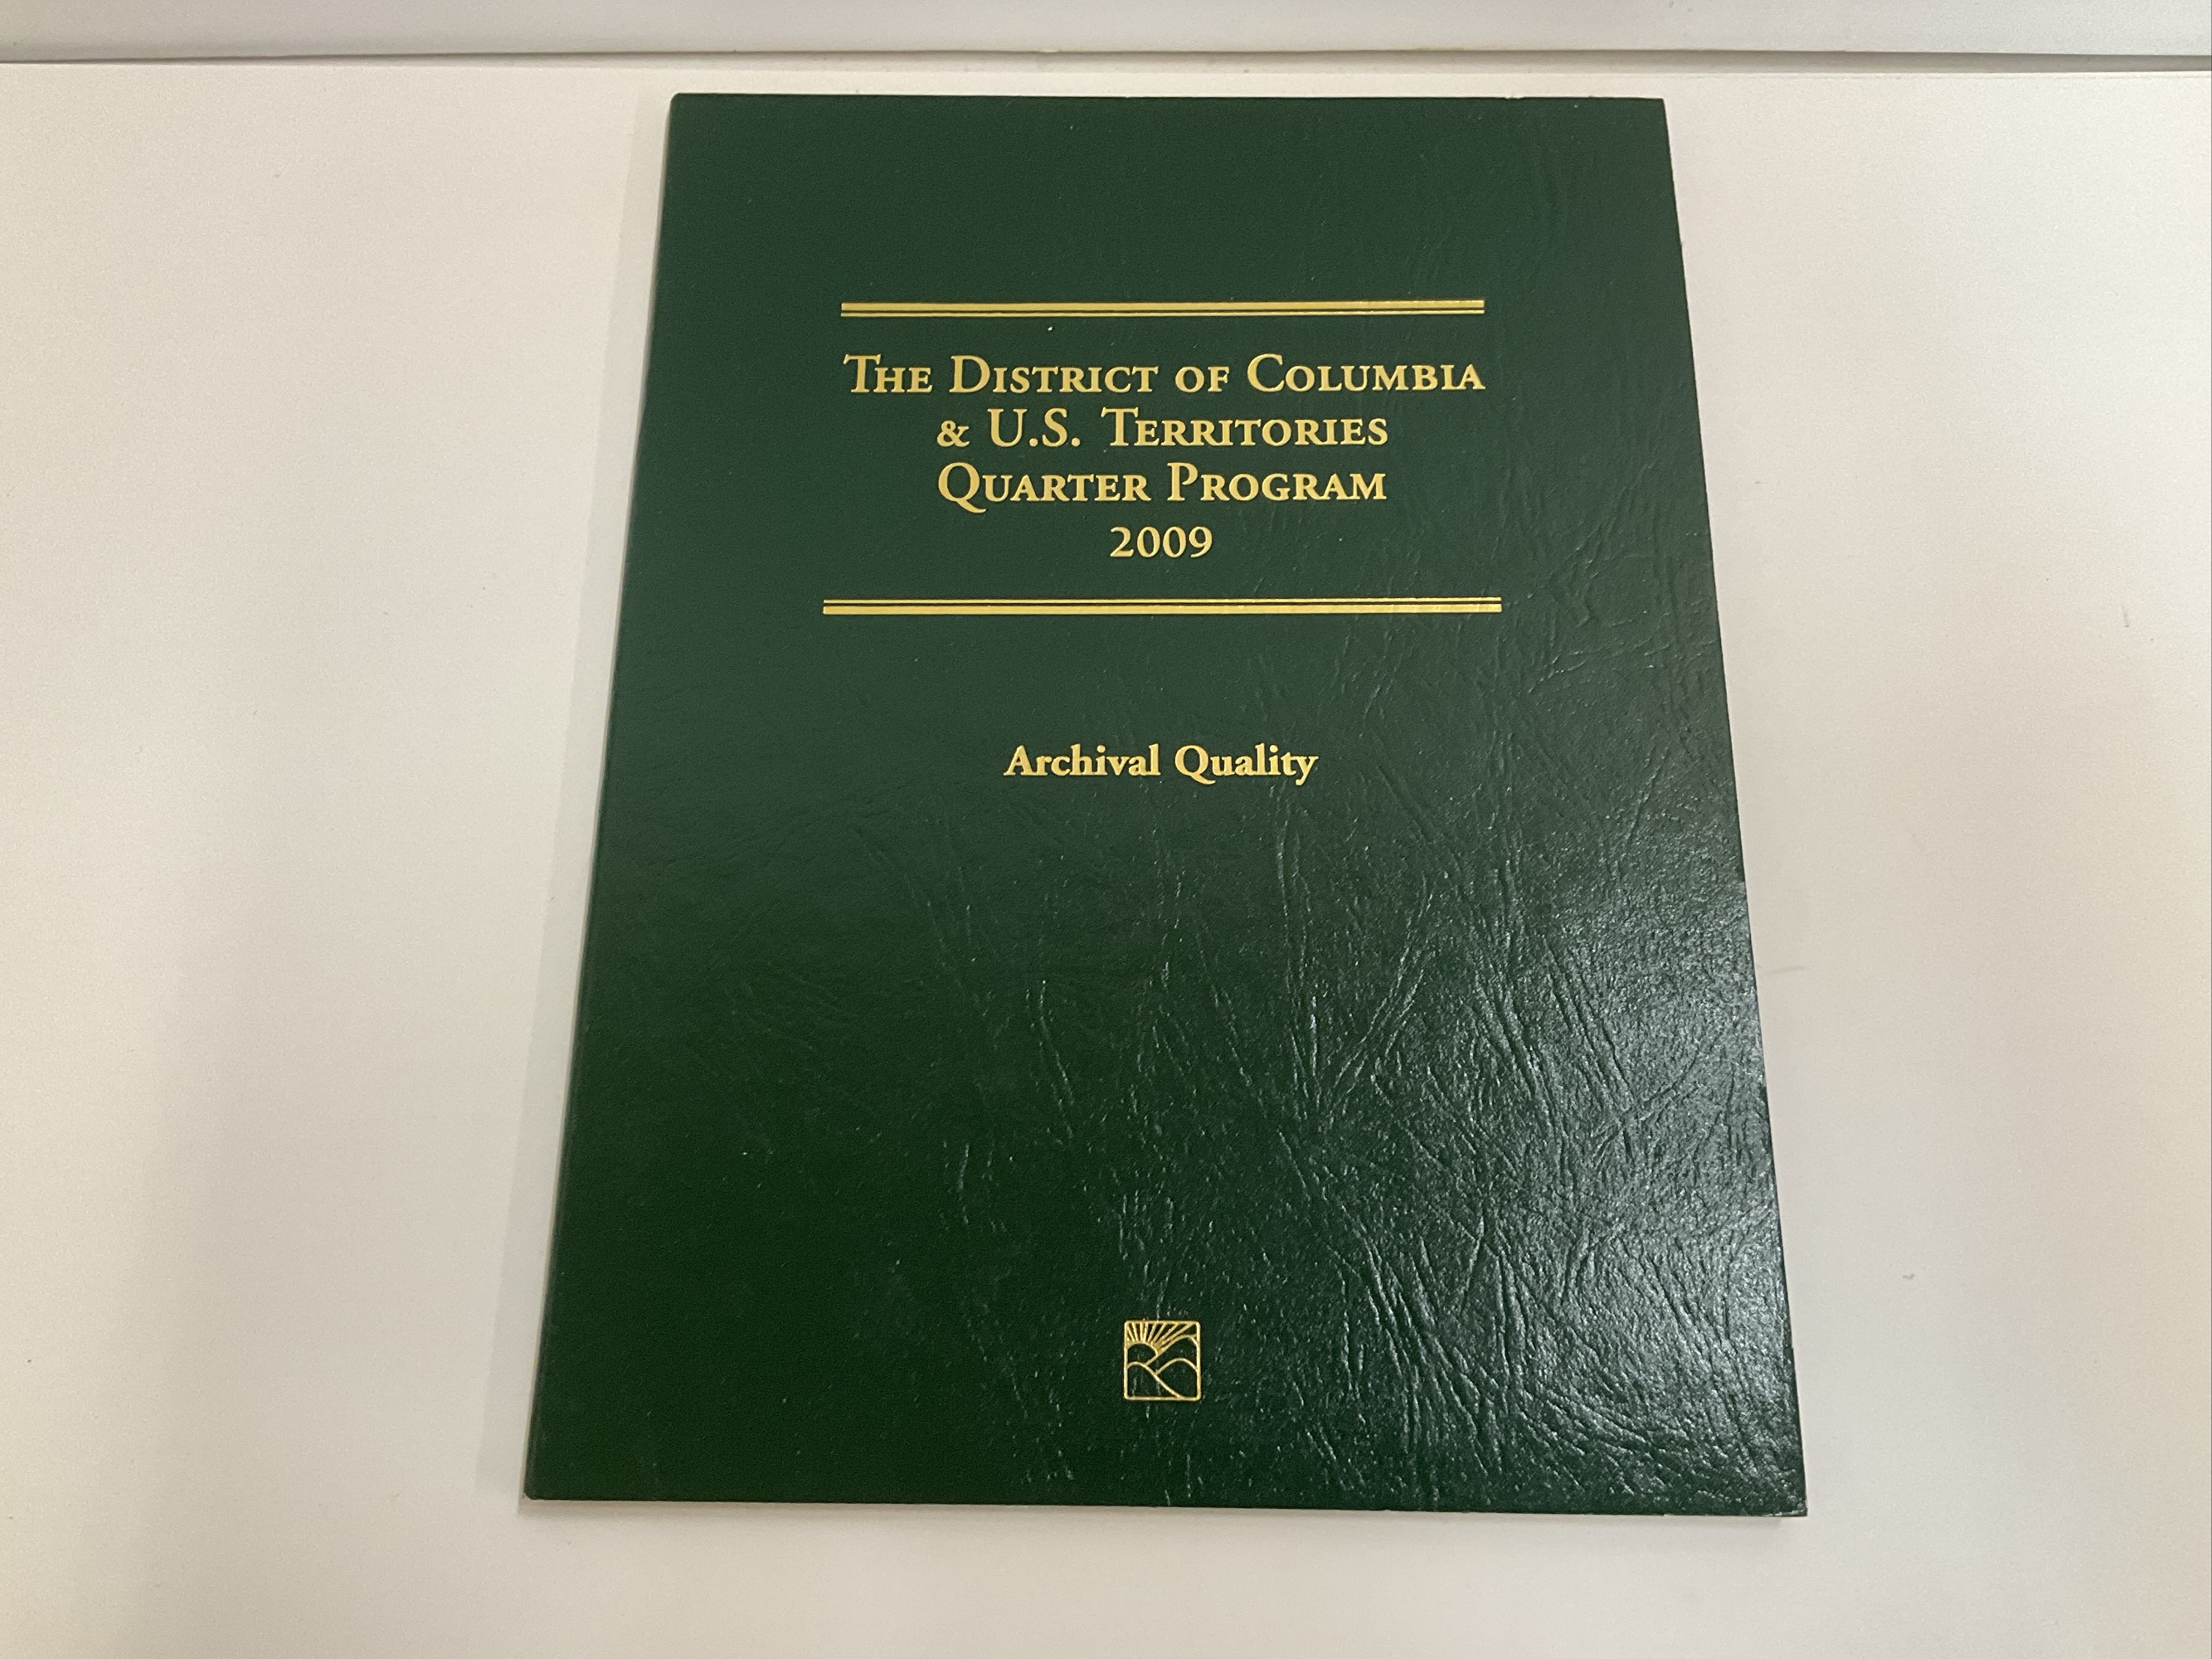 The District of Columbia
& U.S. Territories
Quarter Program
2009
Archival Quality